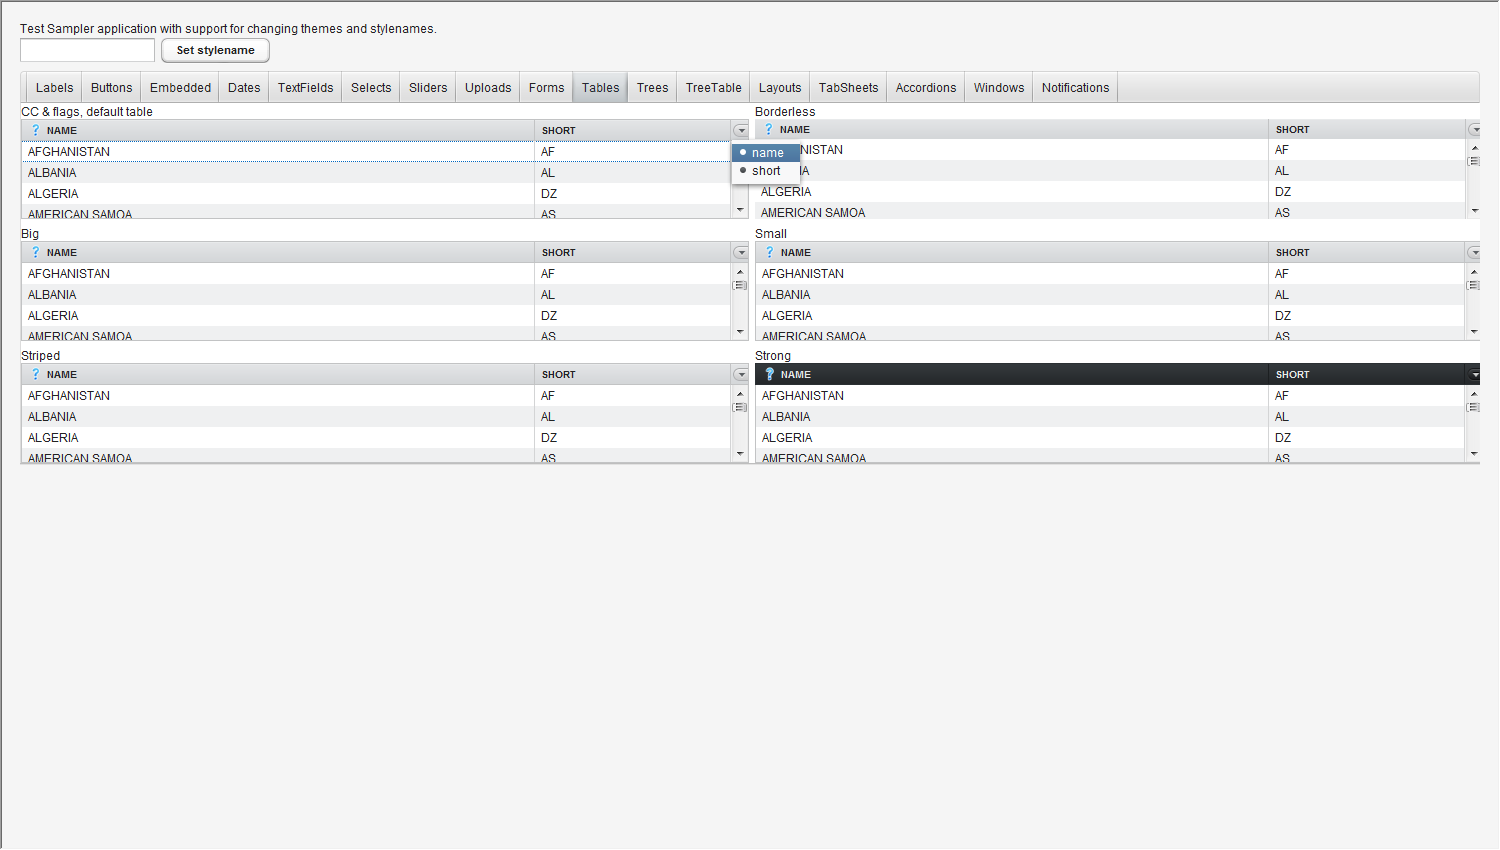 Test Sampler application with support for changing themes and stylenames.
Set stylename
Labels Buttons Embedded Dates TextFields Selects Sliders Uploads Forms Tables Trees TreeTable Layouts TabSheets Accordions Windows Notifications
CC & flags, default table
? NAME SHORT
AFGHANISTAN AF
ALBANIA AL
ALGERIA DZ
AMERICAN SAMOA AS
name
short
Borderless
? NAME SHORT
NISTAN AF
IA AL
ALGERIA DZ
AMERICAN SAMOA AS
Big
? NAME SHORT
AFGHANISTAN AF
ALBANIA AL
ALGERIA DZ
AMERICAN SAMOA AS
Small
? NAME SHORT
AFGHANISTAN AF
ALBANIA AL
ALGERIA DZ
AMERICAN SAMOA AS
Striped
? NAME SHORT
AFGHANISTAN AF
ALBANIA AL
ALGERIA DZ
AMERICAN SAMOA AS
Strong
? NAME SHORT
AFGHANISTAN AF
ALBANIA AL
ALGERIA DZ
AMERICAN SAMOA AS